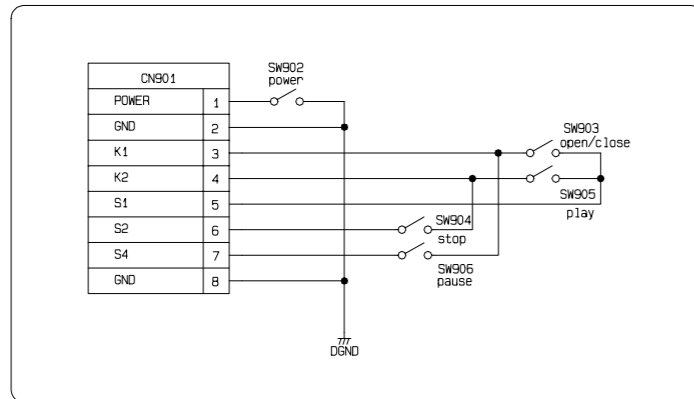 CN901
POWER 1
GND 2
K1 3
K2 4
S1 5
S2 6
S4 7
GND 8
SW902
power
SW903
open/close
SW905
play
SW904
stop
SW906
pause
DGND